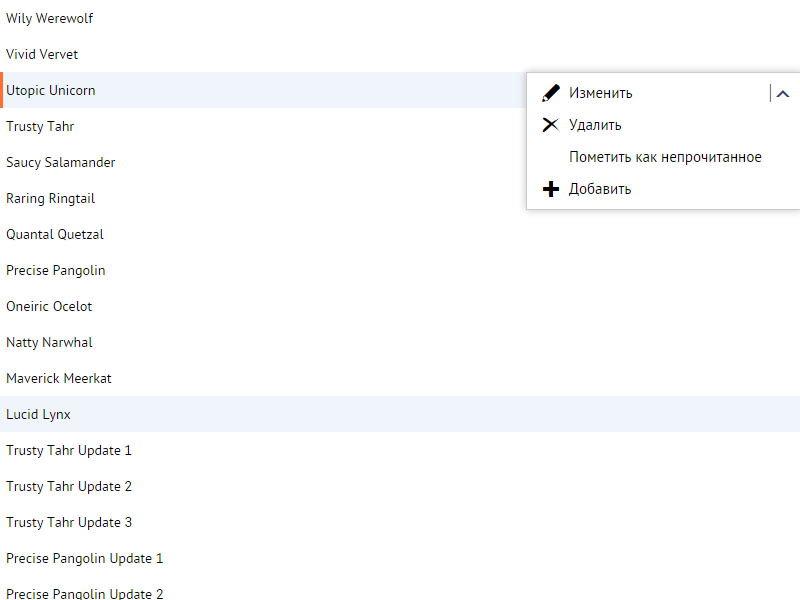 Wily Werewolf
Vivid Vervet
Utopic Unicorn
Trusty Tahr
Saucy Salamander
Raring Ringtail
Quantal Quetzal
Precise Pangolin
Oneiric Ocelot
Natty Narwhal
Maverick Meerkat
Lucid Lynx
Trusty Tahr Update 1
Trusty Tahr Update 2
Trusty Tahr Update 3
Precise Pangolin Update 1
Precise Pangolin Update 2
Изменить
Удалить
Пометить как непрочитанное
Добавить